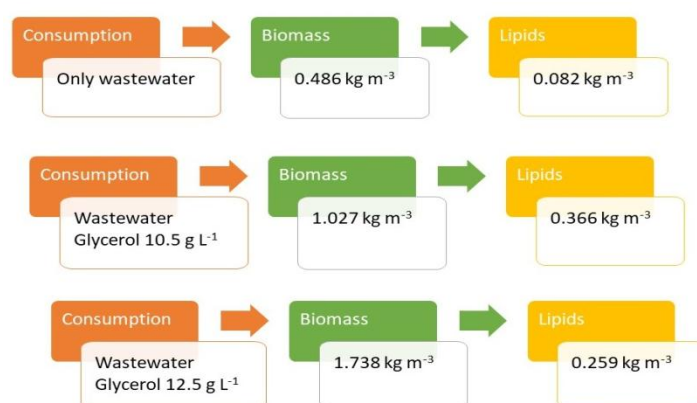 Consumption
Biomass
Lipids
Only wastewater
0.486 kg m⁻³
0.082 kg m⁻³
Consumption
Biomass
Lipids
Wastewater
Glycerol 10.5 g L⁻¹
1.027 kg m⁻³
0.366 kg m⁻³
Consumption
Biomass
Lipids
Wastewater
Glycerol 12.5 g L⁻¹
1.738 kg m⁻³
0.259 kg m⁻³